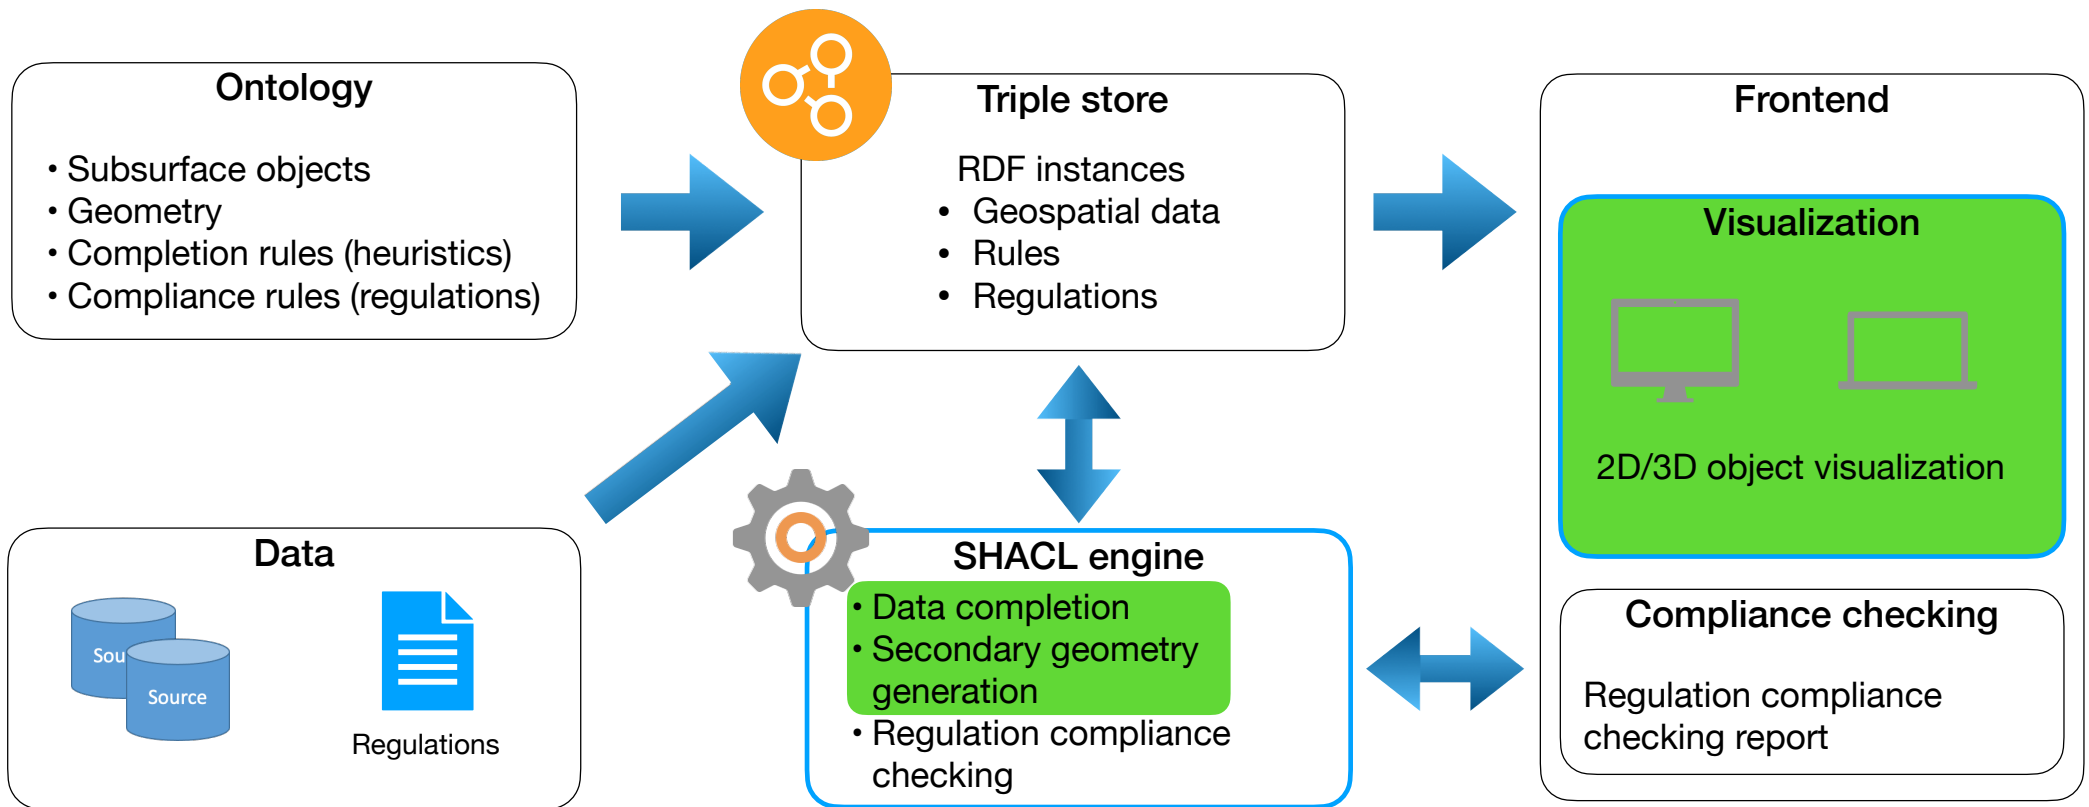 Ontology
• Subsurface objects
• Geometry
• Completion rules (heuristics)
• Compliance rules (regulations)
Triple store
RDF instances
• Geospatial data
• Rules
• Regulations
Frontend
Visualization
2D/3D object visualization
Data
Sou
Source
Regulations
SHACL engine
• Data completion
• Secondary geometry
generation
• Regulation compliance
checking
Compliance checking
Regulation compliance
checking report